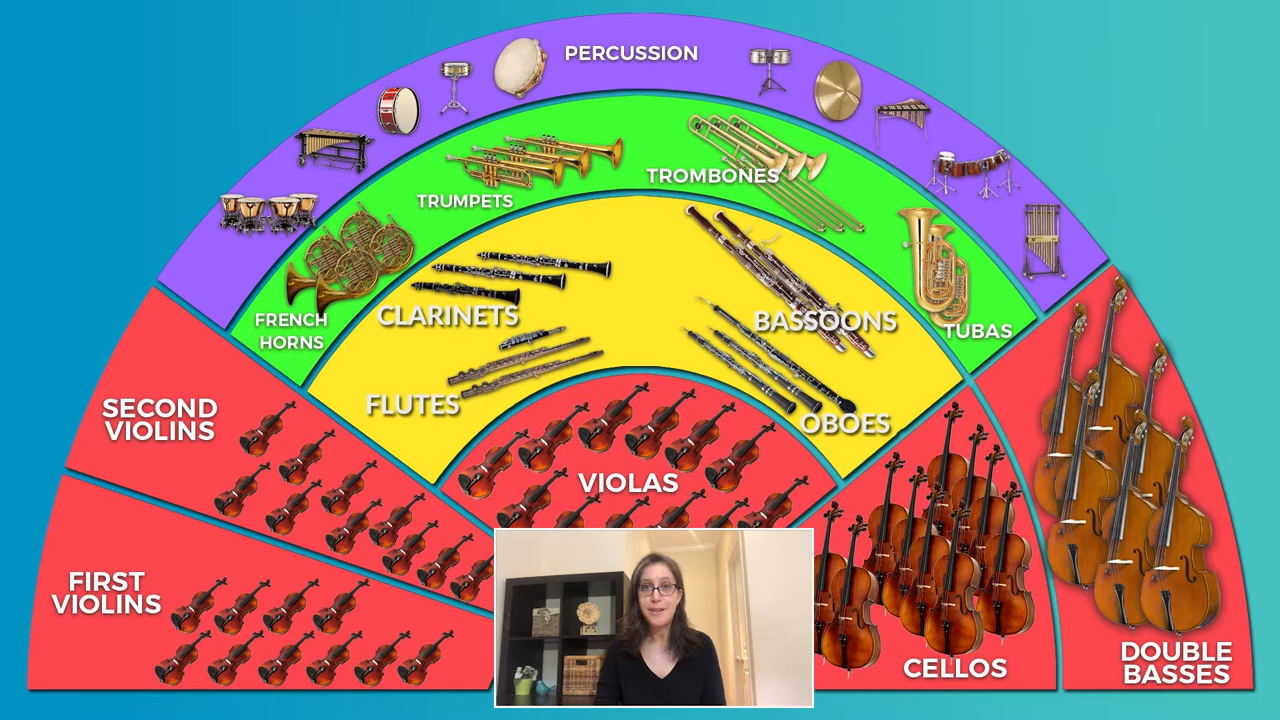 PERCUSSION
TROMBONES
TRUMPETS
FRENCH
HORNS
CLARINETS
BASSOONS
TUBAS
FLUTES
OBOES
SECOND
VIOLINS
VIOLAS
FIRST
VIOLINS
CELLOS
DOUBLE
BASSES